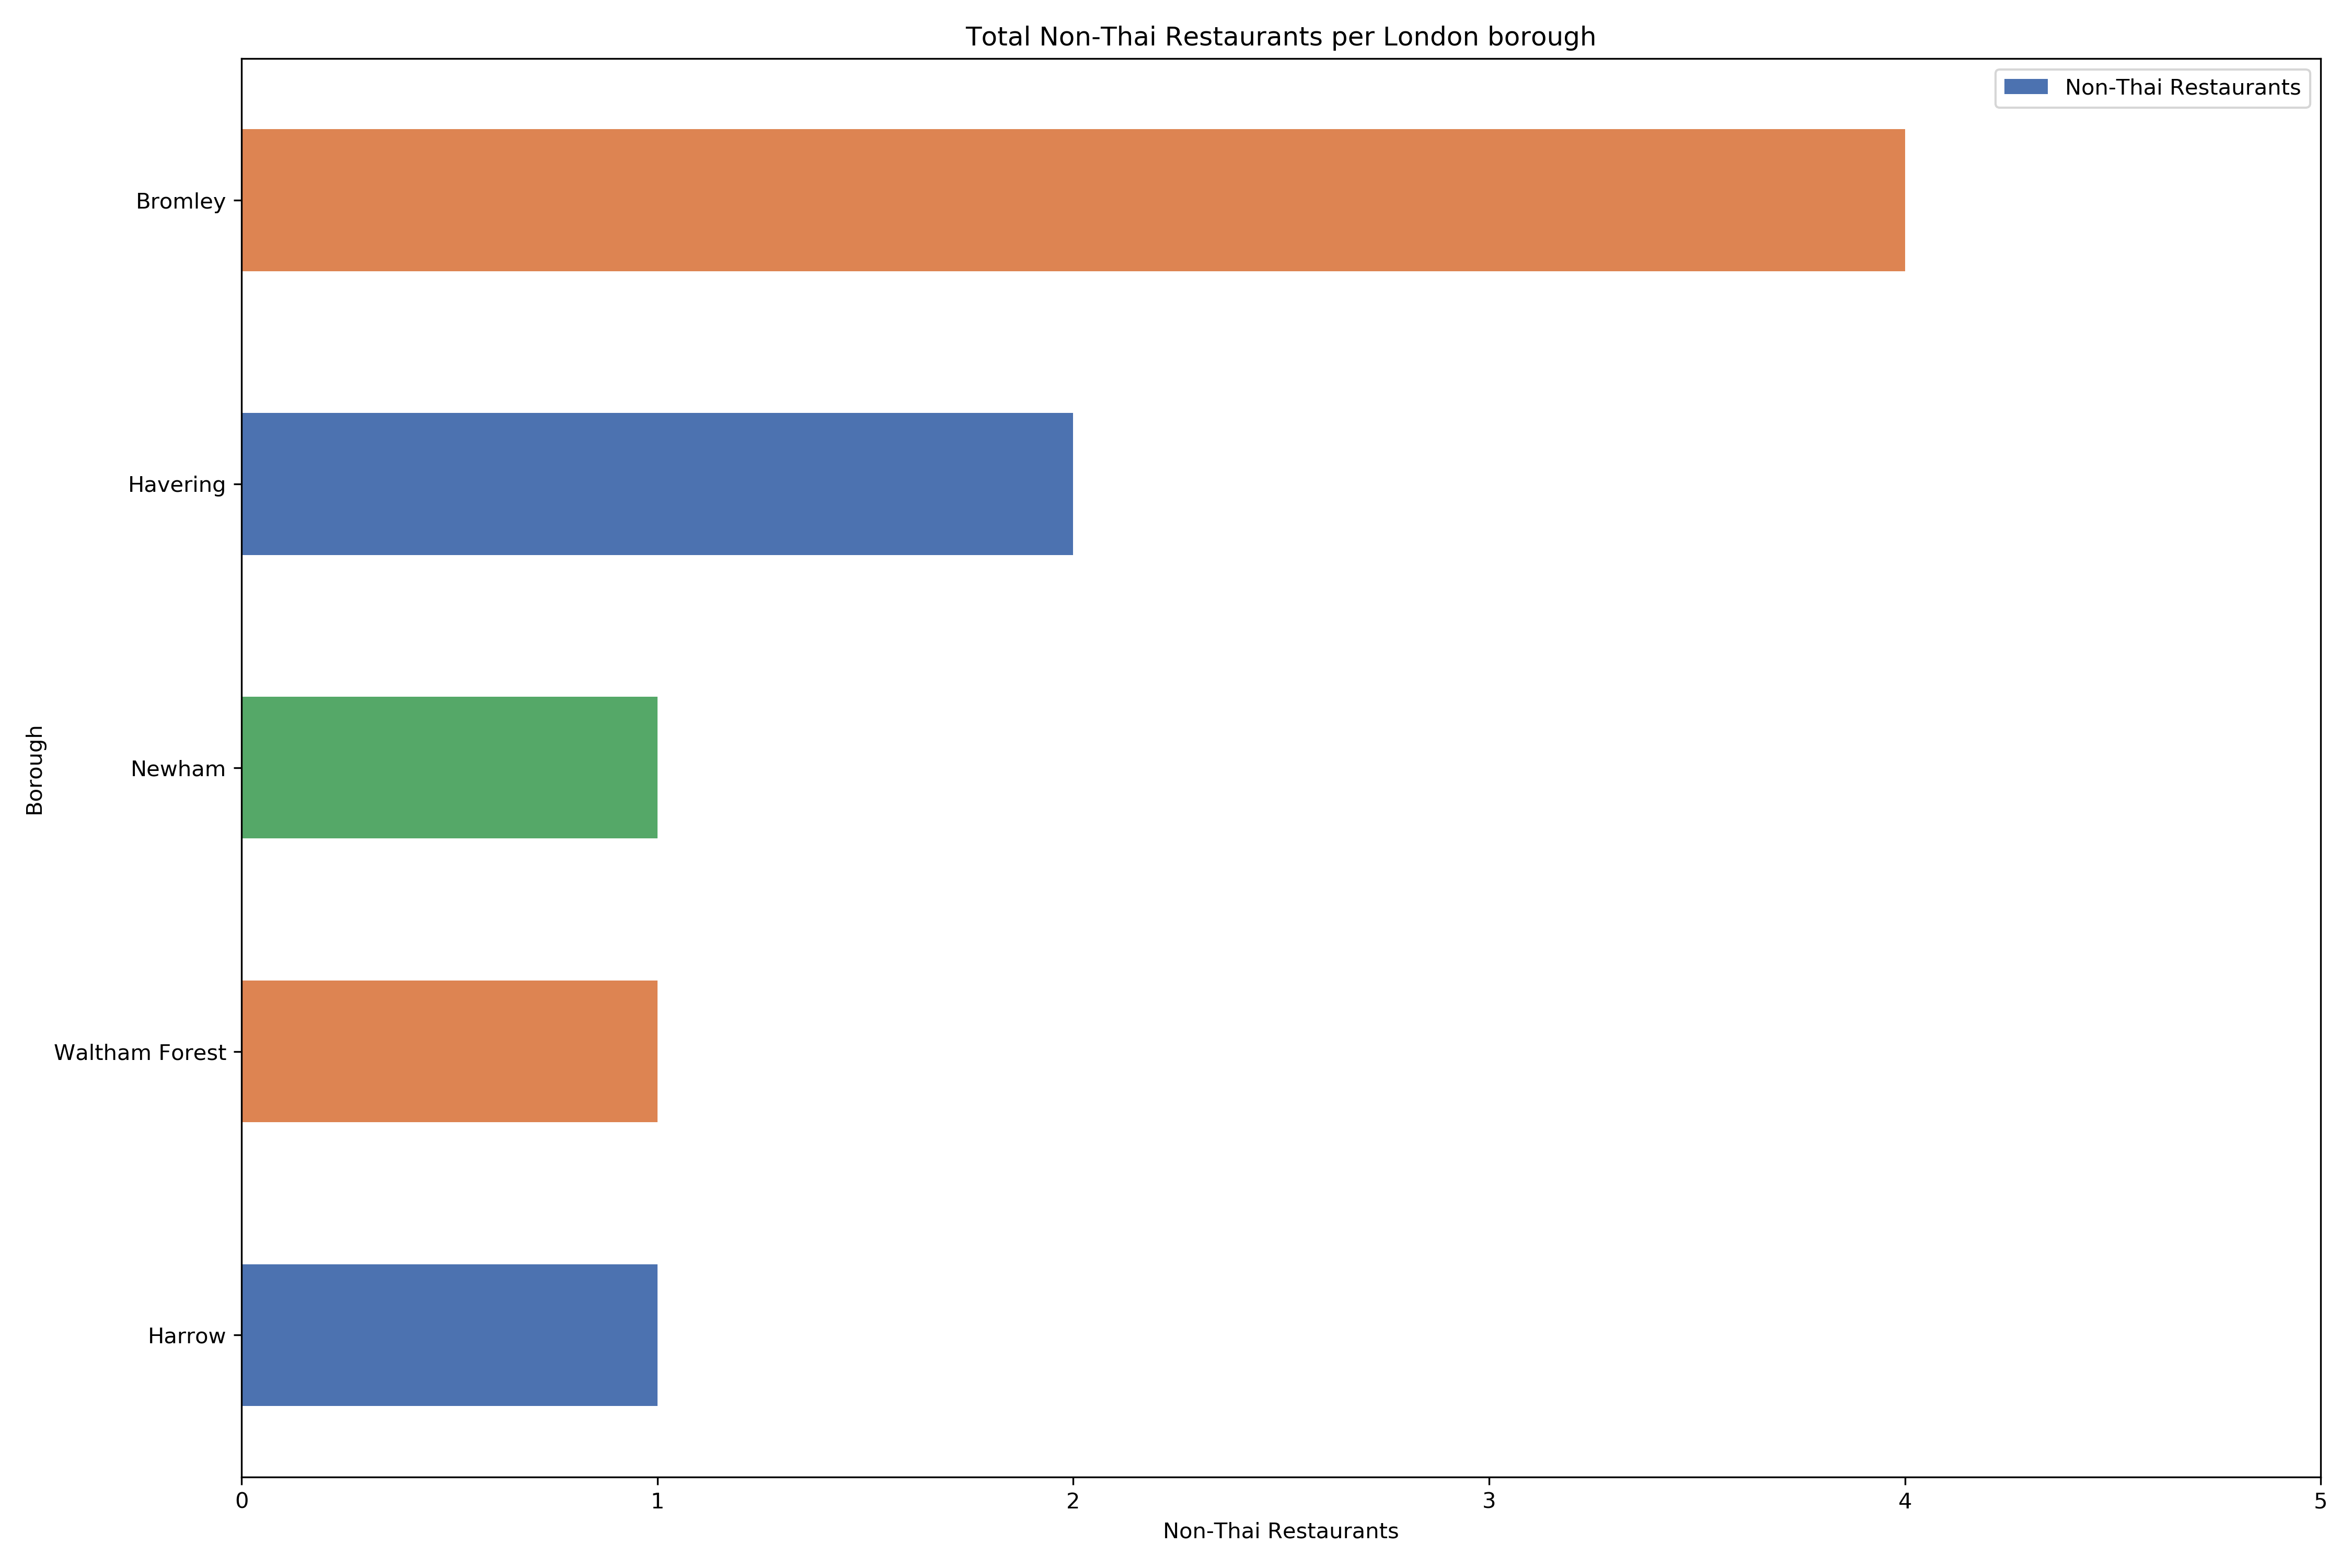 Total Non-Thai Restaurants per London borough
Non-Thai Restaurants
Bromley
Havering
Newham
Waltham Forest
Harrow
Borough
0 1 2 3 4 5
Non-Thai Restaurants